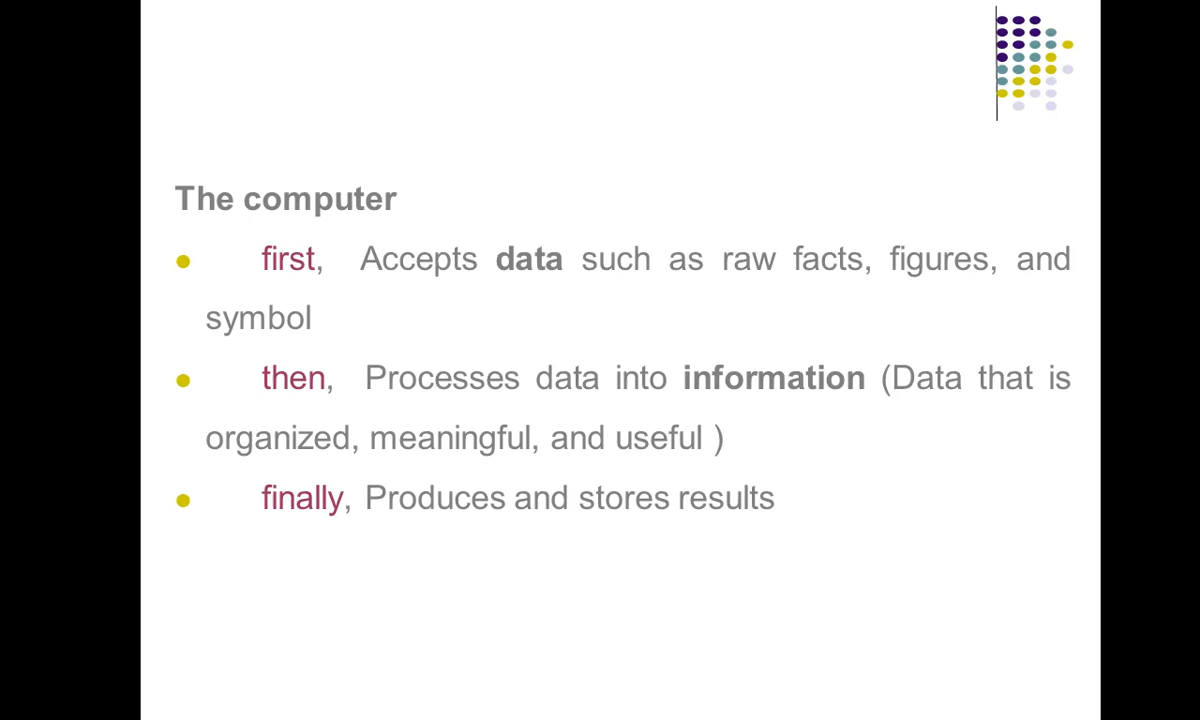 The computer
first, Accepts data such as raw facts, figures, and
symbol
then, Processes data into information (Data that is
organized, meaningful, and useful )
finally, Produces and stores results